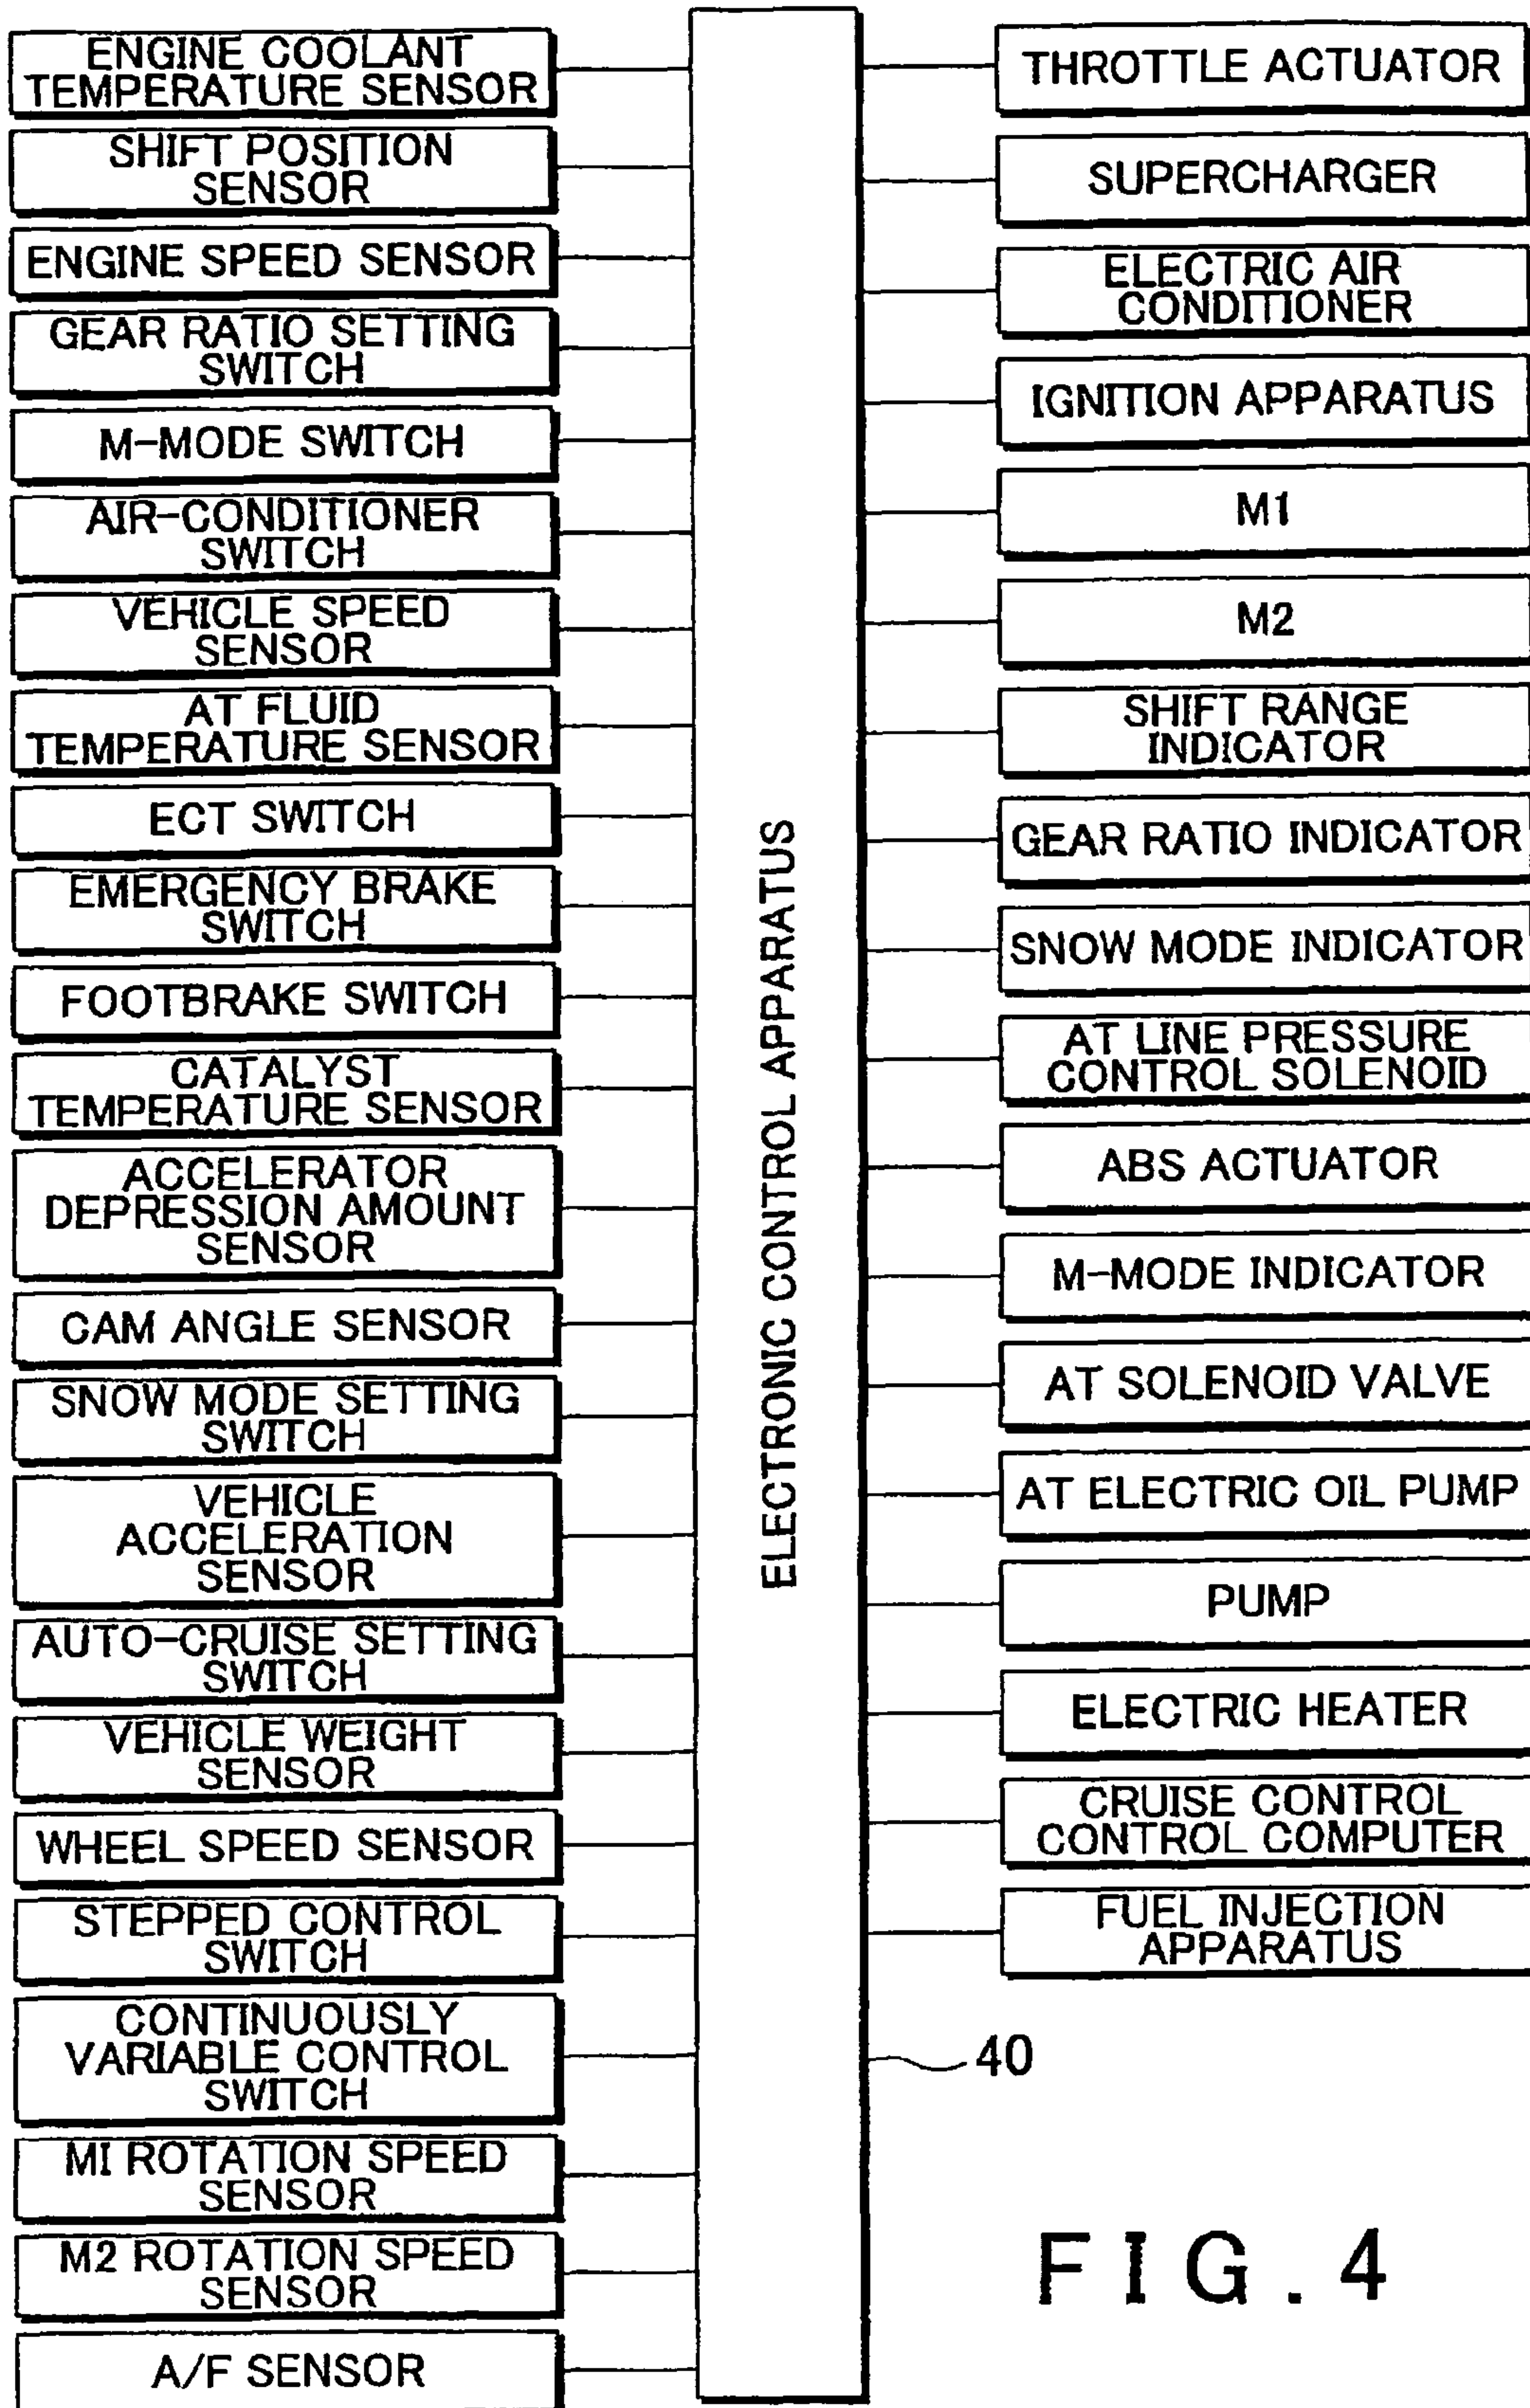 ENGINE COOLANT
TEMPERATURE SENSOR
SHIFT POSITION
SENSOR
ENGINE SPEED SENSOR
GEAR RATIO SETTING
SWITCH
M-MODE SWITCH
AIR-CONDITIONER
SWITCH
VEHICLE SPEED
SENSOR
AT FLUID
TEMPERATURE SENSOR
ECT SWITCH
EMERGENCY BRAKE
SWITCH
FOOTBRAKE SWITCH
CATALYST
TEMPERATURE SENSOR
ACCELERATOR
DEPRESSION AMOUNT
SENSOR
CAM ANGLE SENSOR
SNOW MODE SETTING
SWITCH
VEHICLE
ACCELERATION
SENSOR
AUTO-CRUISE SETTING
SWITCH
VEHICLE WEIGHT
SENSOR
WHEEL SPEED SENSOR
STEPPED CONTROL
SWITCH
CONTINUOUSLY
VARIABLE CONTROL
SWITCH
MI ROTATION SPEED
SENSOR
M2 ROTATION SPEED
SENSOR
A/F SENSOR
ELECTRONIC CONTROL APPARATUS
THROTTLE ACTUATOR
SUPERCHARGER
ELECTRIC AIR
CONDITIONER
IGNITION APPARATUS
M1
M2
SHIFT RANGE
INDICATOR
GEAR RATIO INDICATOR
SNOW MODE INDICATOR
AT LINE PRESSURE
CONTROL SOLENOID
ABS ACTUATOR
M-MODE INDICATOR
AT SOLENOID VALVE
AT ELECTRIC OIL PUMP
PUMP
ELECTRIC HEATER
CRUISE CONTROL
CONTROL COMPUTER
FUEL INJECTION
APPARATUS
40
FIG.4